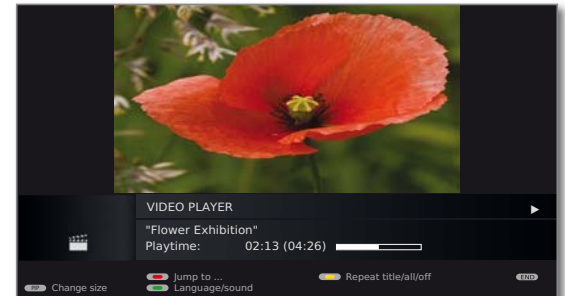 VIDEO PLAYER
"Flower Exhibition"
Playtime: 02:13 (04:26)
Jump to ... Repeat title/all/off END
PIP Change size Language/sound